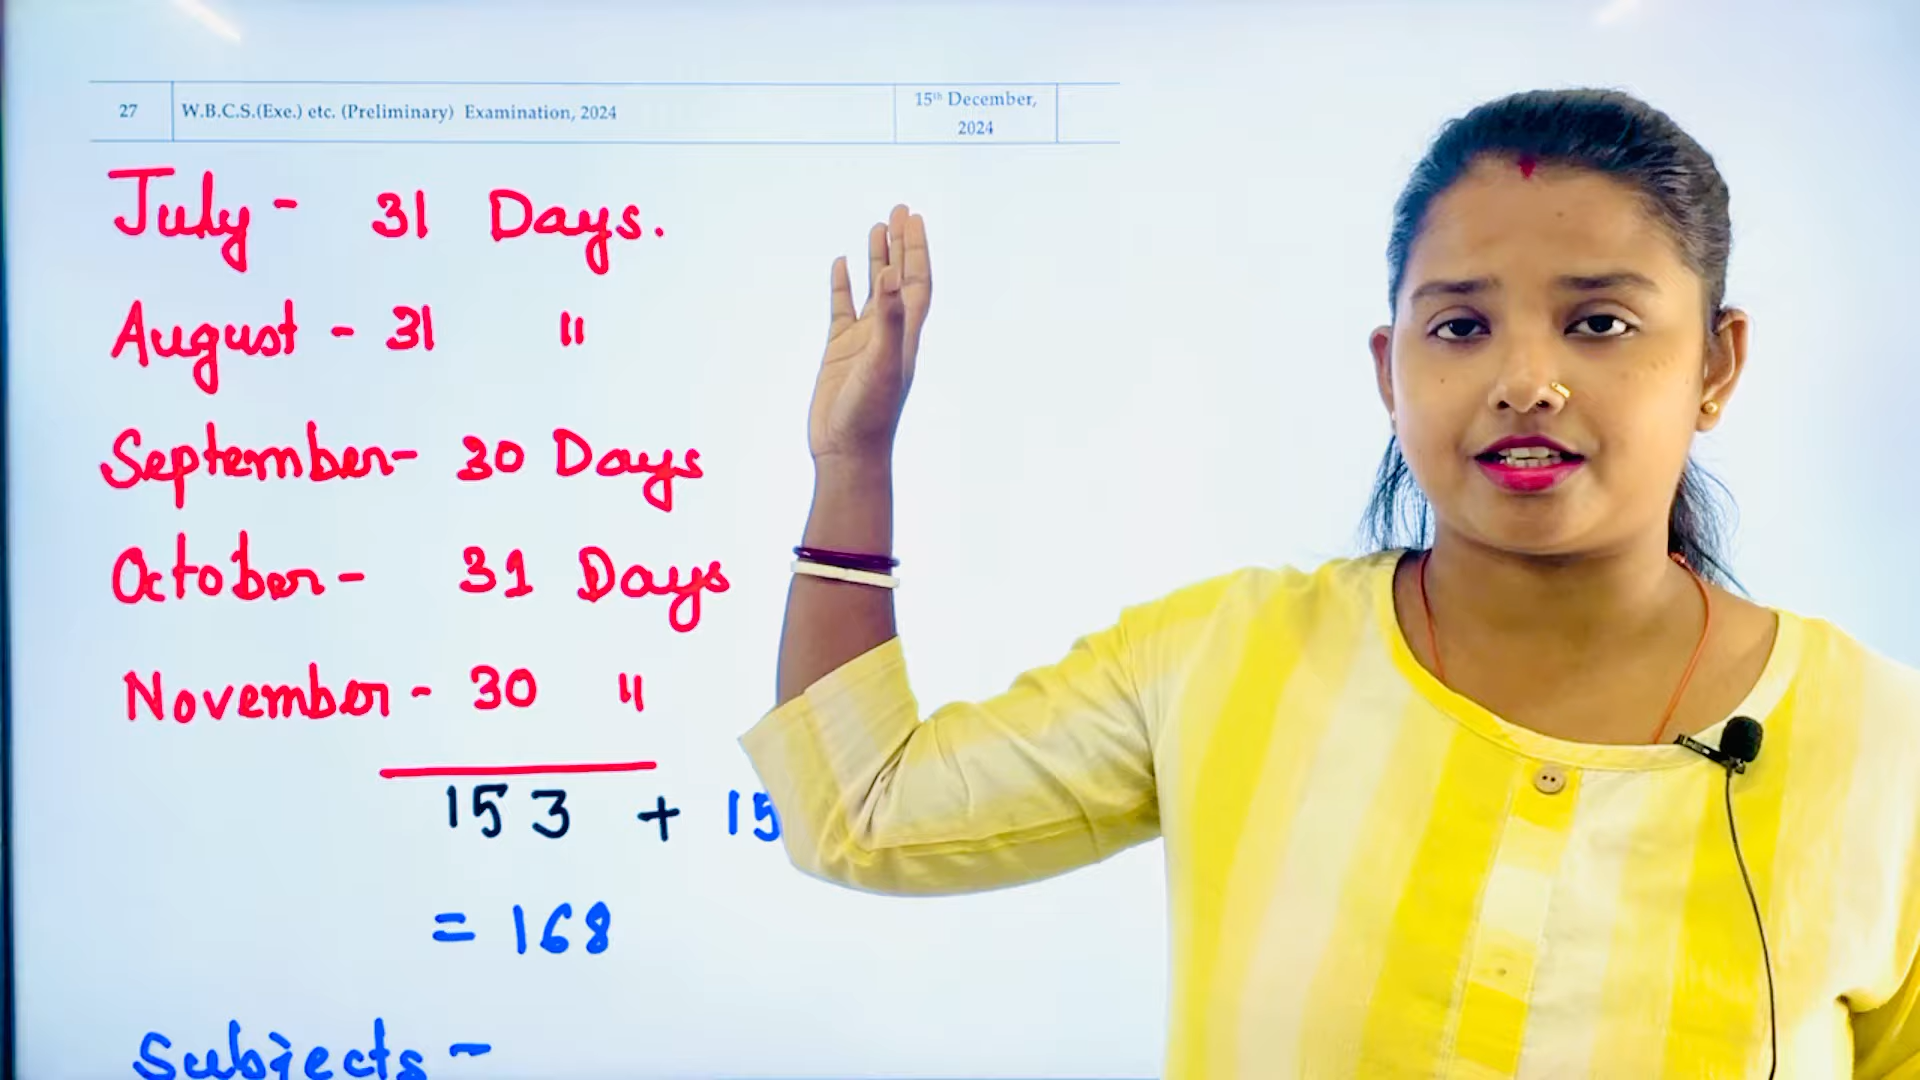 27 W.B.C.S.(Exe.) etc. (Preliminary) Examination, 2024 15th December, 2024
July - 31 Days.
August - 31 "
September - 30 Days
October - 31 Days
November - 30 "
153 + 15
= 168
Subjects -